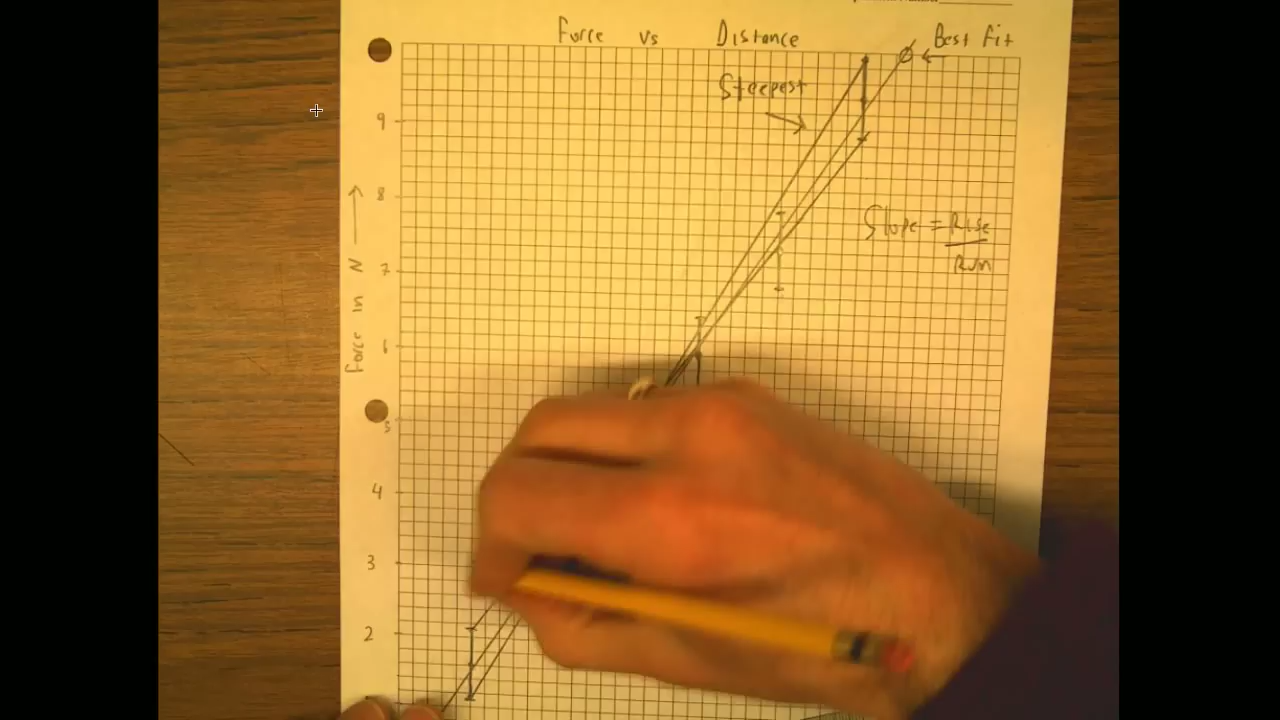 Force vs Distance
Best Fit
Steepest
9
8
Slope = Rise
Run
7
Force in N
6
5
4
3
2